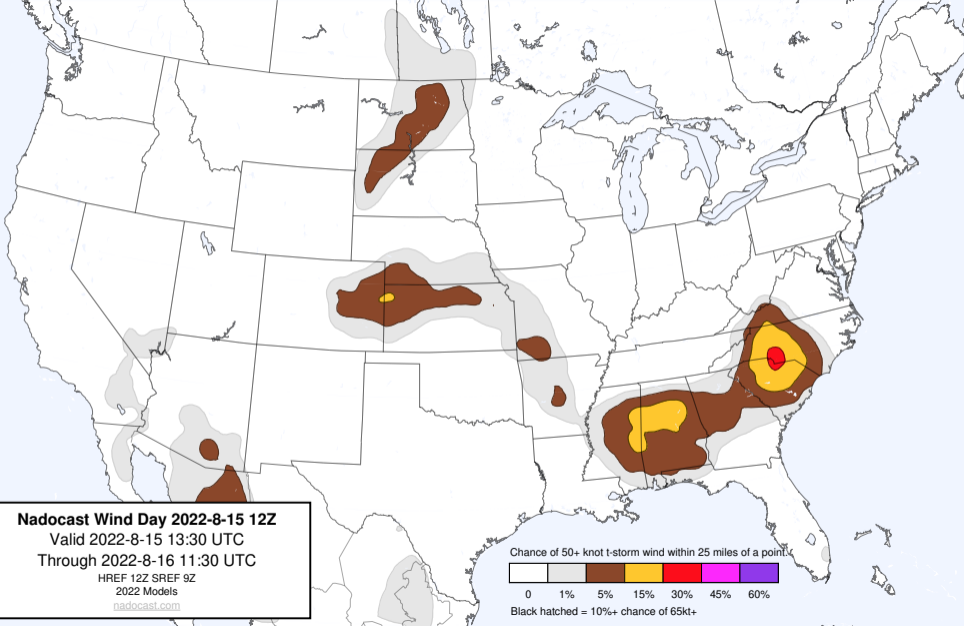 Nadocast Wind Day 2022-8-15 12Z
Valid 2022-8-15 13:30 UTC
Through 2022-8-16 11:30 UTC
HREF 12Z SREF 9Z
2022 Models
nadocast.com
Chance of 50+ knot t-storm wind within 25 miles of a point.
0 1% 5% 15% 30% 45% 60%
Black hatched = 10%+ chance of 65kt+